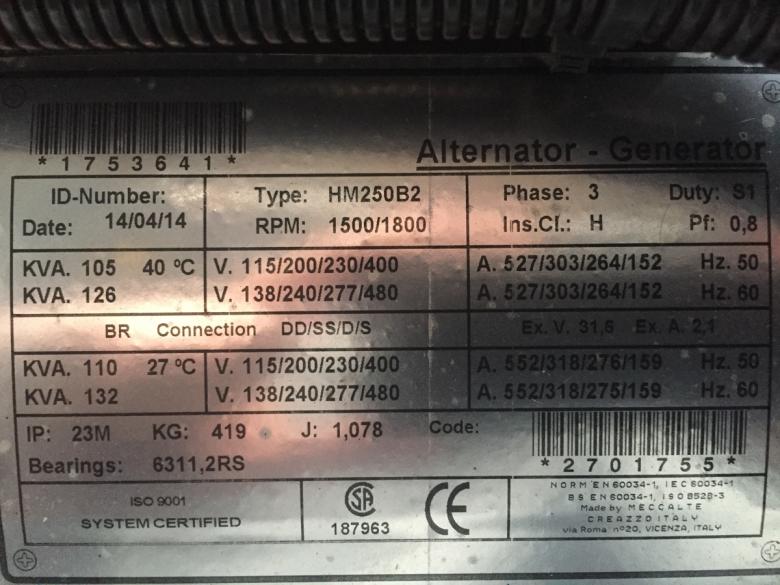 *1753641*
Alternator - Generator
ID-Number: Type: HM250B2 Phase: 3 Duty: S1
Date: 14/04/14 RPM: 1500/1800 Ins.Cl.: H Pf: 0,8
KVA. 105 40 ºC V. 115/200/230/400 A. 527/303/264/152 Hz. 50
KVA. 126 V. 138/240/277/480 A. 527/303/264/152 Hz. 60
BR Connection DD/SS/D/S Ex. V. 31,6 Ex. A. 2,1
KVA. 110 27 ºC V. 115/200/230/400 A. 552/318/276/159 Hz. 50
KVA. 132 V. 138/240/277/480 A. 552/318/275/159 Hz. 60
IP: 23M KG: 419 J: 1,078 Code:
Bearings: 6311,2RS *2701755*
ISO 9001
SYSTEM CERTIFIED
CSA
187963
CE
NORM EN 60034-1, IEC 60034-1
BS EN 60034-1, ISO 8528-3
Made by MECCALTE
CREAZZO ITALY
via Roma nº20, VICENZA, ITALY